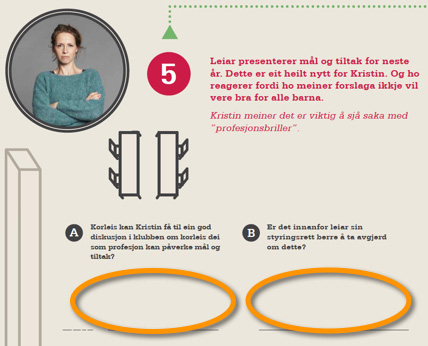 5
Leiar presenterer mål og tiltak for neste
år. Dette er eit heilt nytt for Kristin. Og ho
reagerer fordi ho meiner forslaga ikkje vil
vere bra for alle barna.
Kristin meiner det er viktig å sjå saka med
”profesjonsbriller”.
A
Korleis kan Kristin få til ein god
diskusjon i klubben om korleis dei
som profesjon kan påverke mål og
tiltak?
B
Er det innanfor leiar sin
styringsrett berre å ta avgjerd
om dette?